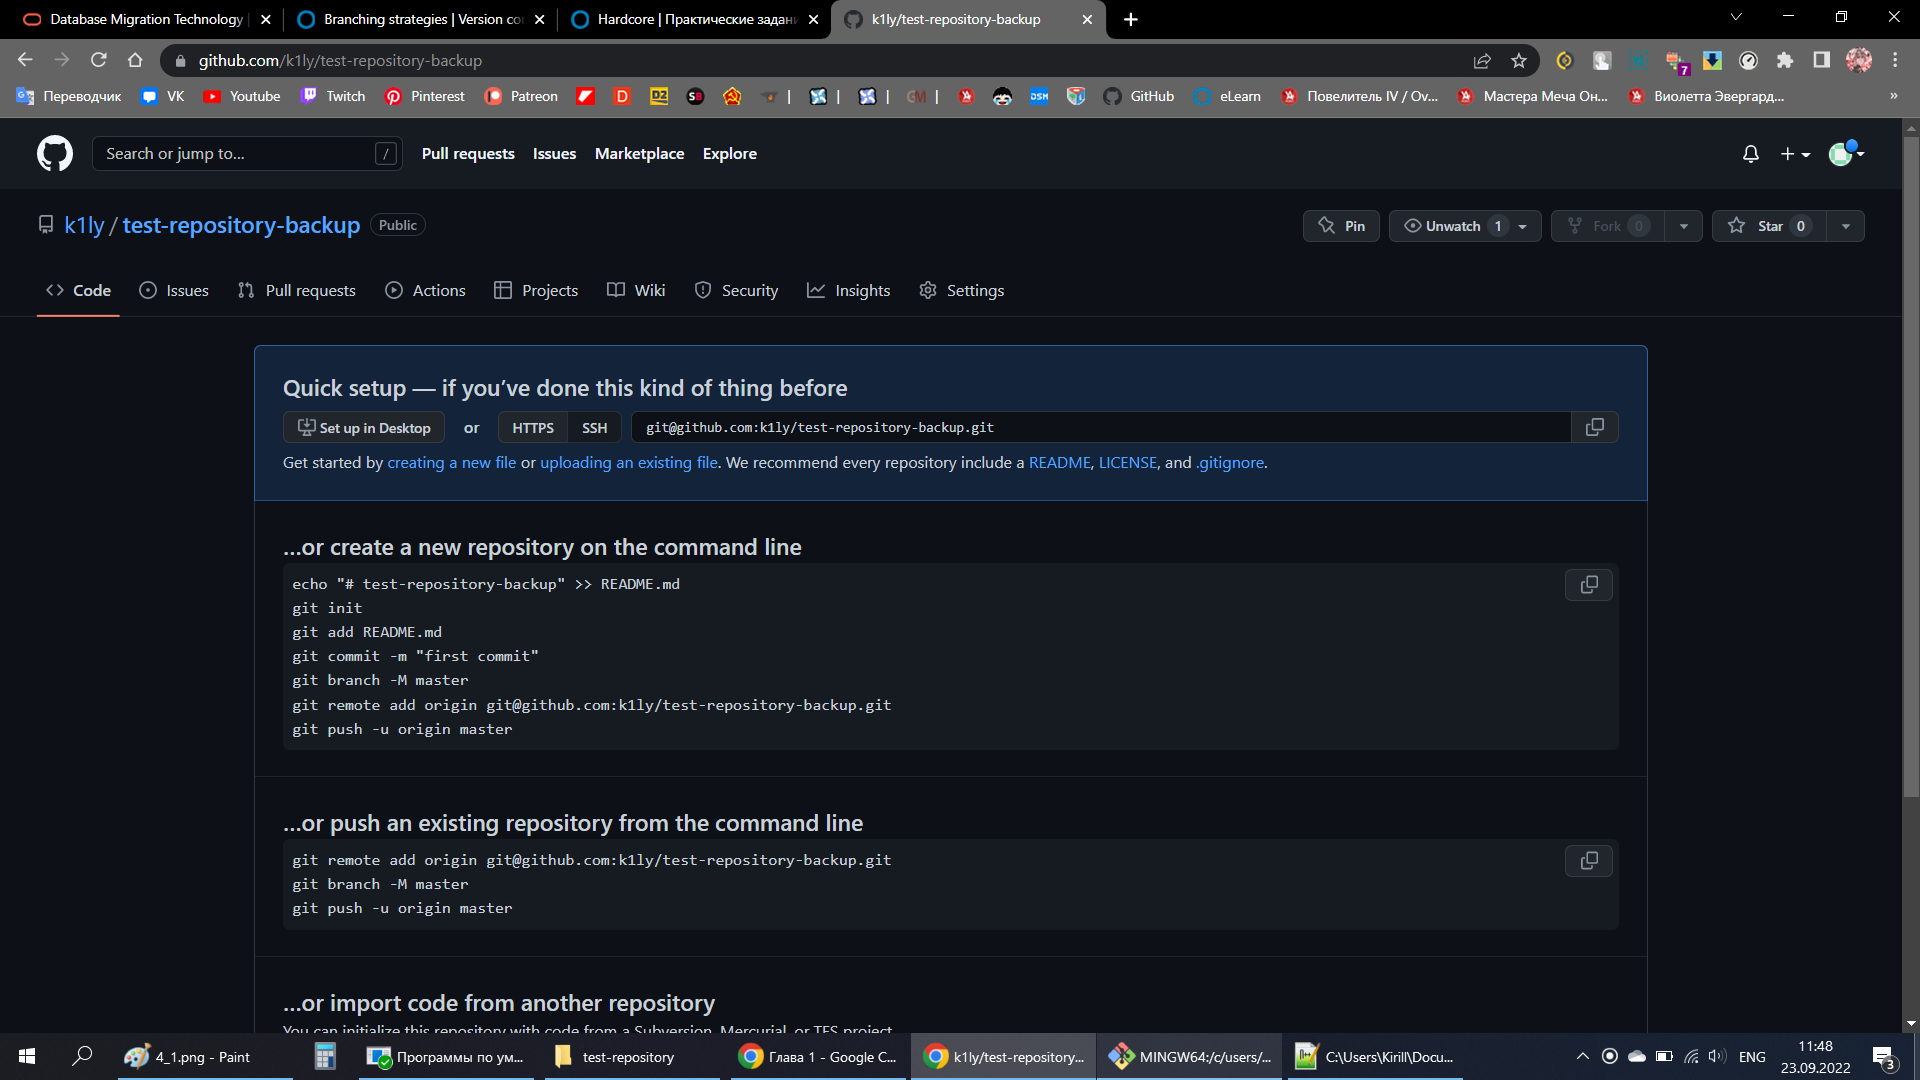 Database Migration Technology
Branching strategies | Version co
Hardcore | Практические задани
k1ly/test-repository-backup
github.com/k1ly/test-repository-backup
7
Переводчик
VK
Youtube
Twitch
Pinterest
Patreon
D
DZ
SB
|
|
|
GM |
DSM
GitHub
eLearn
Повелитель IV / Ov...
Мастера Меча Он...
Виолетта Эвергард...
»
Search or jump to...
/
Pull requests
Issues
Marketplace
Explore
k1ly / test-repository-backup
Public
Pin
Unwatch 1
Fork 0
Star 0
Code
Issues
Pull requests
Actions
Projects
Wiki
Security
Insights
Settings
Quick setup — if you’ve done this kind of thing before
Set up in Desktop
or
HTTPS
SSH
git@github.com:k1ly/test-repository-backup.git
Get started by creating a new file or uploading an existing file. We recommend every repository include a README, LICENSE, and .gitignore.
...or create a new repository on the command line
echo "# test-repository-backup" >> README.md
git init
git add README.md
git commit -m "first commit"
git branch -M master
git remote add origin git@github.com:k1ly/test-repository-backup.git
git push -u origin master
...or push an existing repository from the command line
git remote add origin git@github.com:k1ly/test-repository-backup.git
git branch -M master
git push -u origin master
...or import code from another repository
You can initialize this repository with code from a Subversion, Mercurial, or TFS project.
4_1.png - Paint
Программы по ум...
test-repository
Глава 1 - Google C...
k1ly/test-repository...
MINGW64:/c/users/...
C:\Users\Kirill\Docu...
ENG
11:48
23.09.2022
3